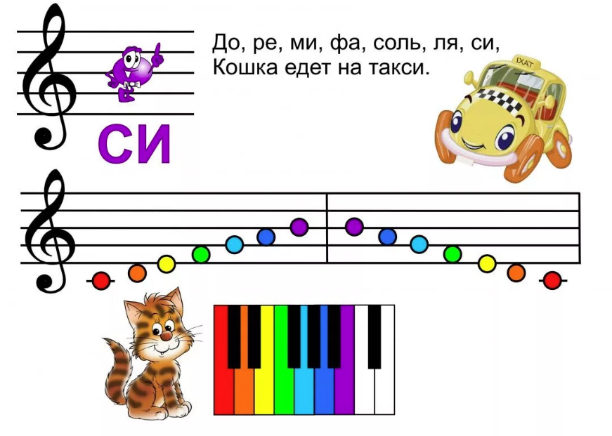 До, ре, ми, фа, соль, ля, си,
Кошка едет на такси.
TAXI
СИ